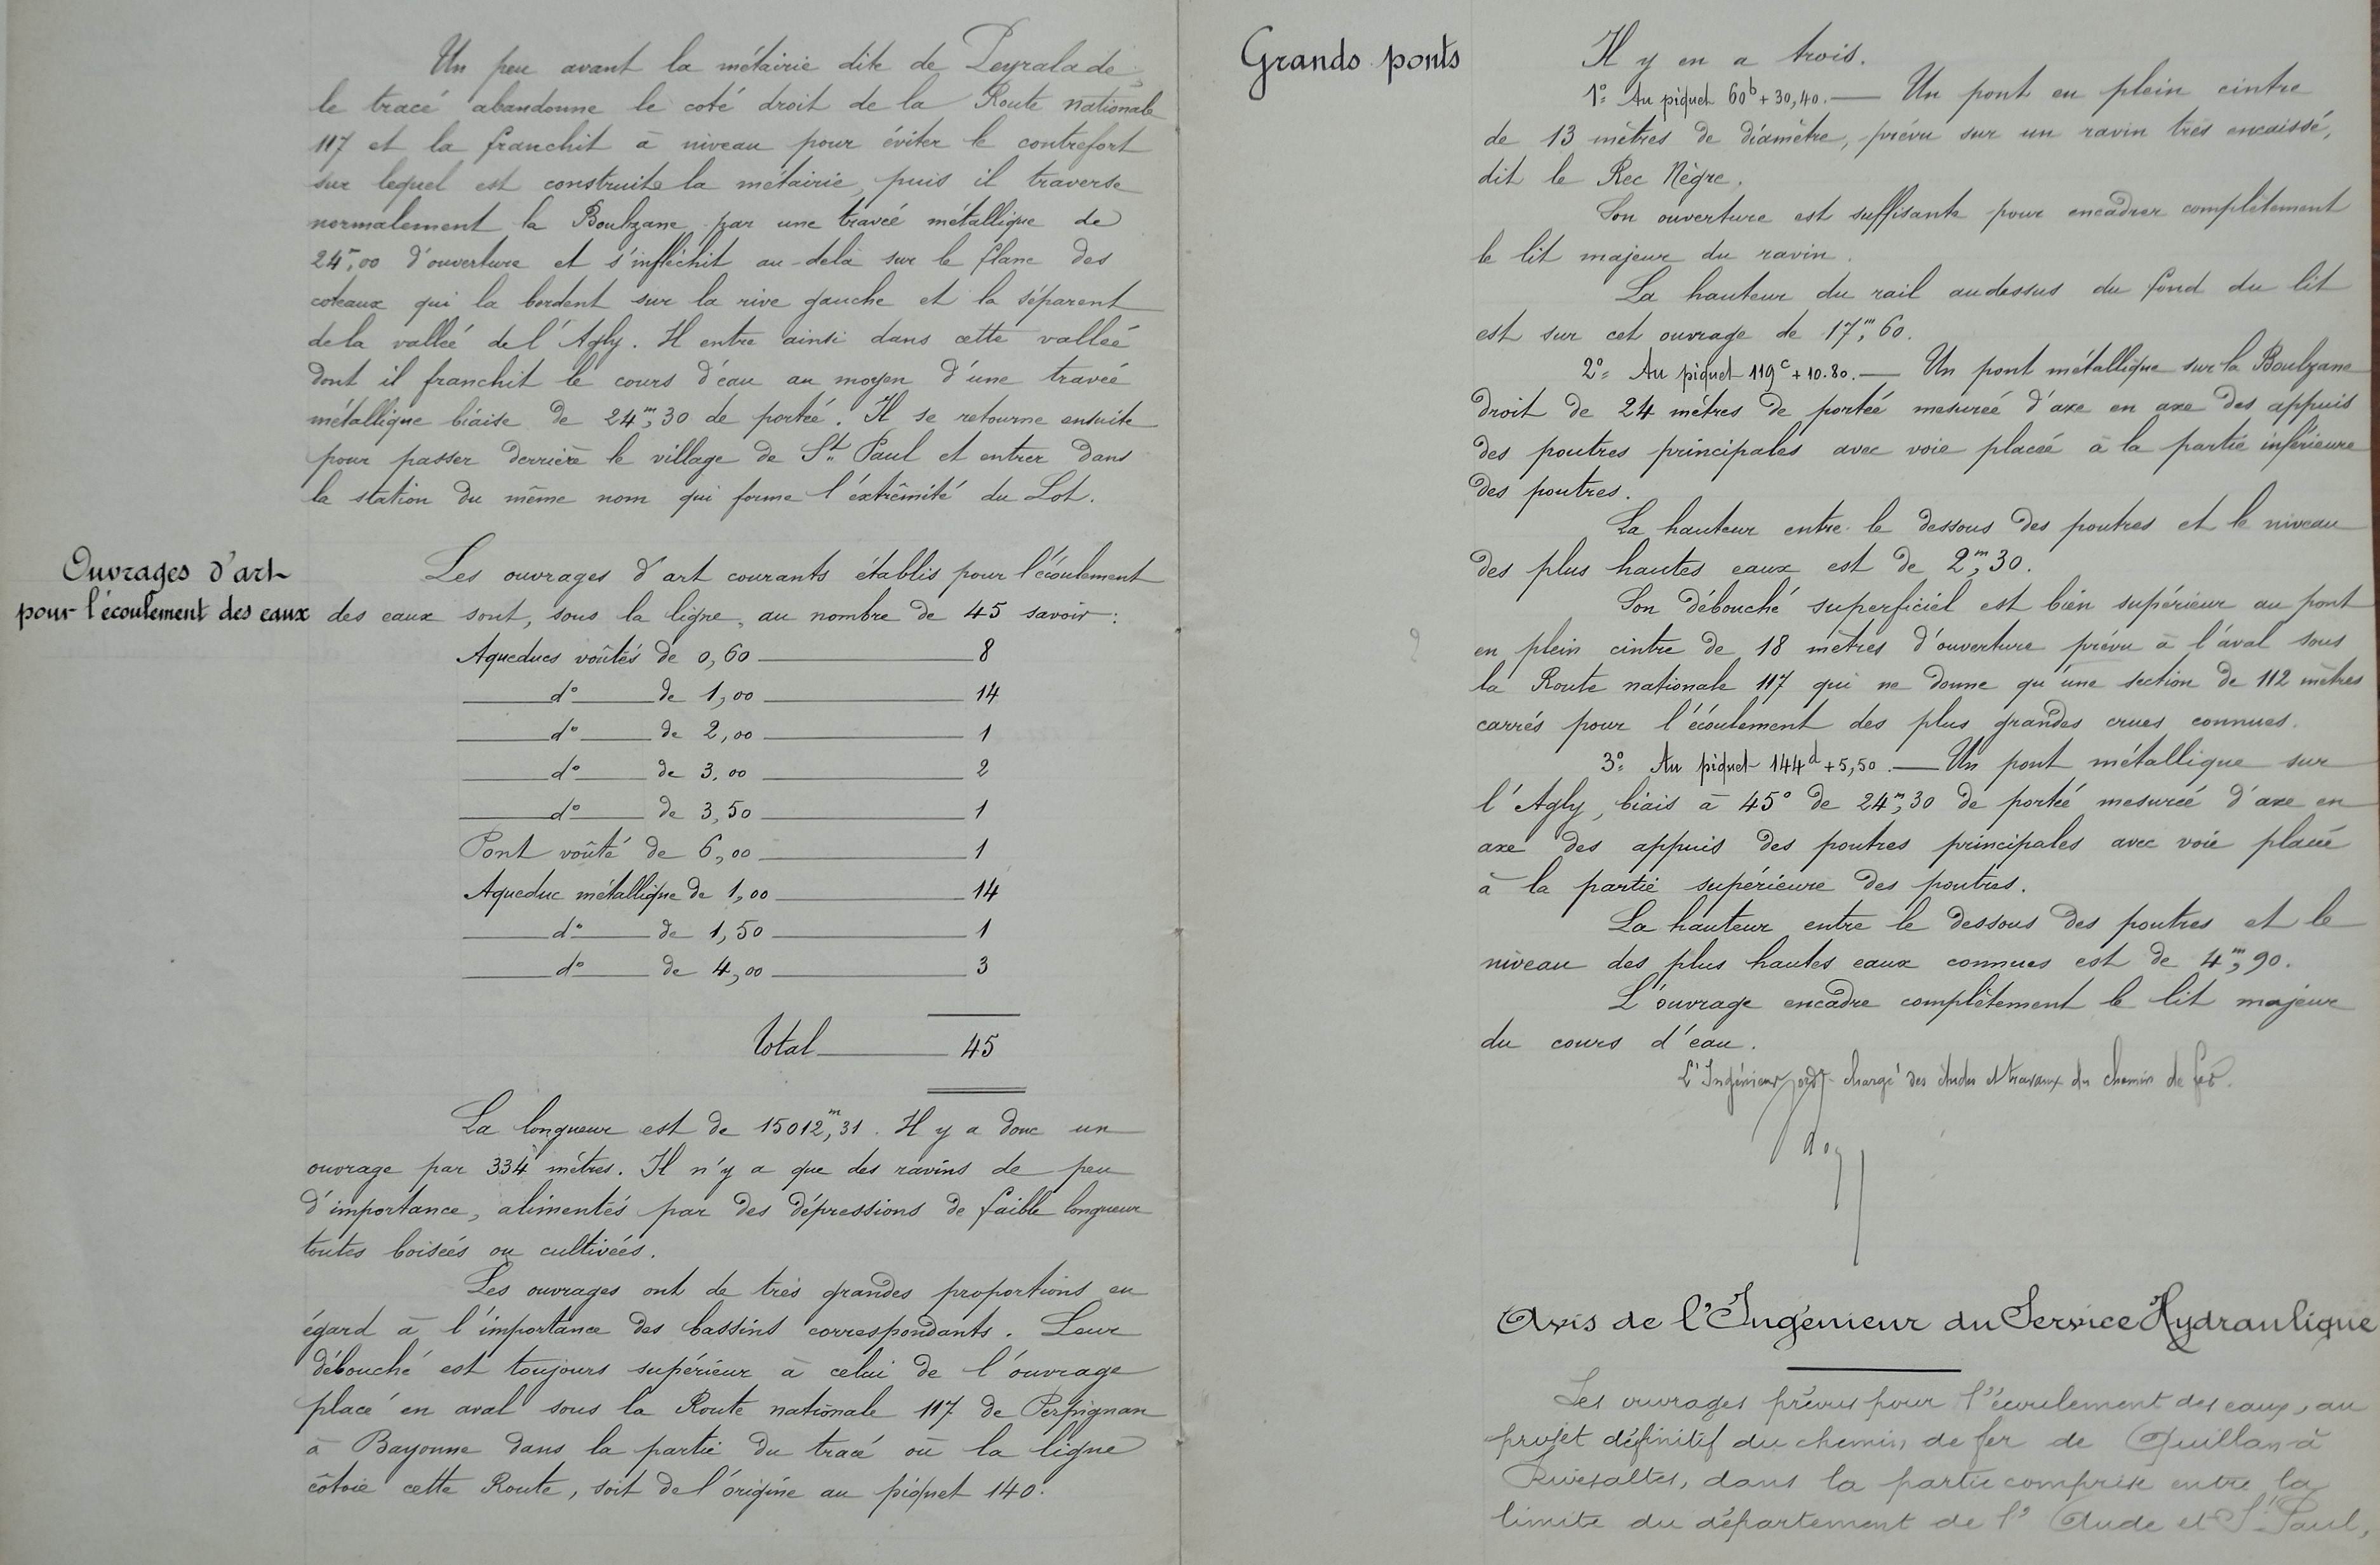 Un peu avant la métairie dite de Peyralade,
le tracé abandonne le coté droit de la Route nationale
117 et la franchit à niveau pour éviter le contrefort
sur lequel est construite la métairie, puis il traverse
normalement la Boulzane par une travée métallique de
24m,00 d'ouverture et s'infléchit au-delà sur le flanc des
coteaux qui la bordent sur la rive gauche et la séparent
de la vallée de l'Agly. Il entre ainsi dans cette vallée
dont il franchit le cours d'eau au moyen d'une travée
métallique biaise de 24m,30 de portée. Il se retourne ensuite
pour passer derrière le village de St Paul et entrer dans
la station du même nom qui forme l'extrêmité du Lot.
Ouvrages d'art
pour l'écoulement des eaux
Les ouvrages d'art courants établis pour l'écoulement
des eaux sont, sous la ligne, au nombre de 45 savoir:
Aqueducs voûtés de 0,60 — 8
— do — de 1,00 — 14
— do — de 2,00 — 1
— do — de 3,00 — 2
— do — de 3,50 — 1
Pont voûté de 6,00 — 1
Aqueduc métallique de 1,00 — 14
— do — de 1,50 — 1
— do — de 4,00 — 3
Total — 45
La longueur est de 15012m,31. Il y a donc un
ouvrage par 334 mètres. Il n'y a que des ravins de peu
d'importance, alimentés par des dépressions de faible longueur
toutes boisées ou cultivées.
Les ouvrages ont de très grandes proportions eu
égard à l'importance des bassins correspondants. Leur
débouché est toujours supérieur à celui de l'ouvrage
placé en aval sous la Route nationale 117 de Perpignan
à Bayonne dans la partie du tracé où la ligne
côtoie cette Route, soit de l'origine au piquet 140.
Grands ponts
Il y en a trois.
1o Au piquet 60b + 30,40. — Un pont en plein cintre
de 13 mètres de diamètre, prévu sur un ravin très encaissé,
dit le Rec Nègre.
Son ouverture est suffisante pour encadrer complètement
le lit majeur du ravin.
La hauteur du rail audessus du fond du lit
est sur cet ouvrage de 17m,60.
2o Au piquet 119c + 10.80. — Un pont métallique sur la Boulzane
droit de 24 mètres de portée mesurée d'axe en axe des appuis
des poutres principales avec voie placée à la partie inférieure
des poutres.
La hauteur entre le dessous des poutres et le niveau
des plus hautes eaux est de 2m,30.
Son débouché superficiel est bien supérieur au pont
en plein cintre de 18 mètres d'ouverture prévu à l'aval sous
la Route nationale 117 qui ne donne qu'une section de 112 mètres
carrés pour l'écoulement des plus grandes crues connues.
3o Au piquet 144d + 5,50. — Un pont métallique sur
l'Agly, biais à 45° de 24m,30 de portée mesurée d'axe en
axe des appuis des poutres principales avec voie placée
à la partie supérieure des poutres.
La hauteur entre le dessous des poutres et le
niveau des plus hautes eaux connues est de 4m,90.
L'ouvrage encadre complètement le lit majeur
du cours d'eau.
L'Ingénieur chargé des études et travaux du chemin de fer.
Avis de l'Ingénieur du Service Hydraulique
Les ouvrages prévus pour l'écoulement des eaux, au
projet définitif du chemin de fer de Quillan à
Rivesaltes, dans la partie comprise entre la
limite du département de l'Aude et St Paul,